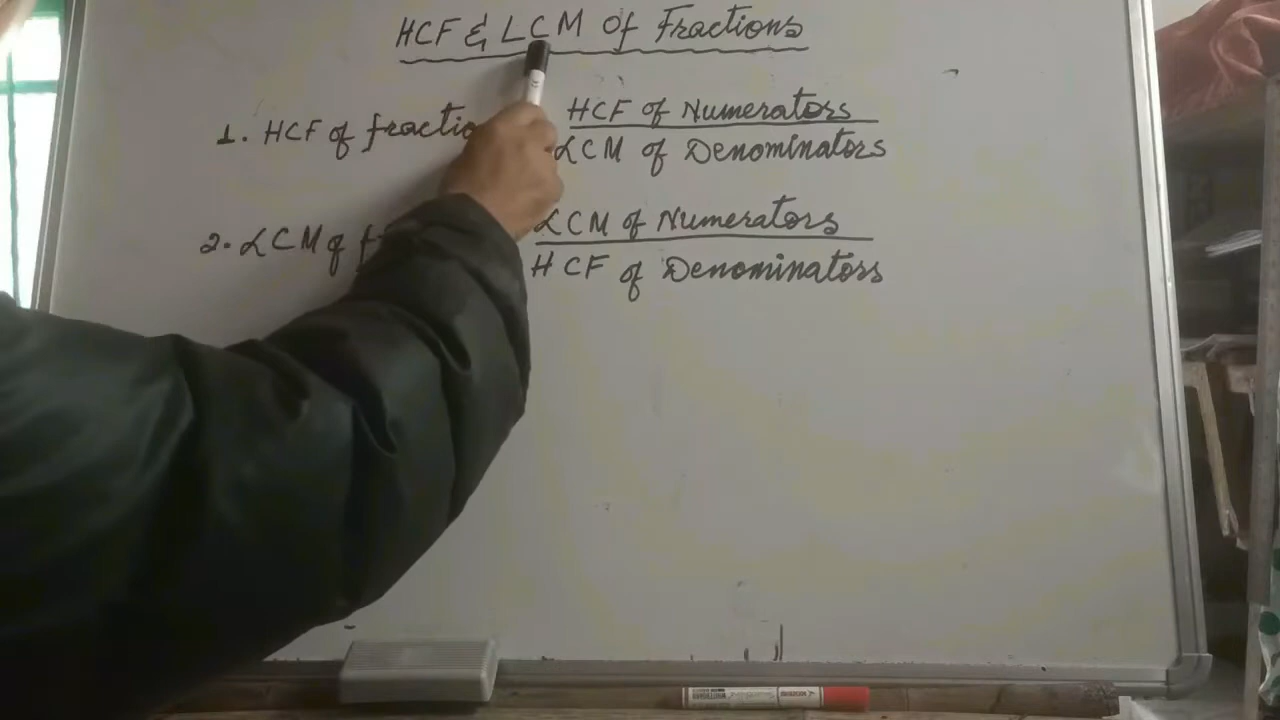 HCF & LCM Of Fractions
1. HCF of fractio
HCF of Numerators
LCM of Denominators
2. LCM of f
LCM of Numerators
HCF of Denominators